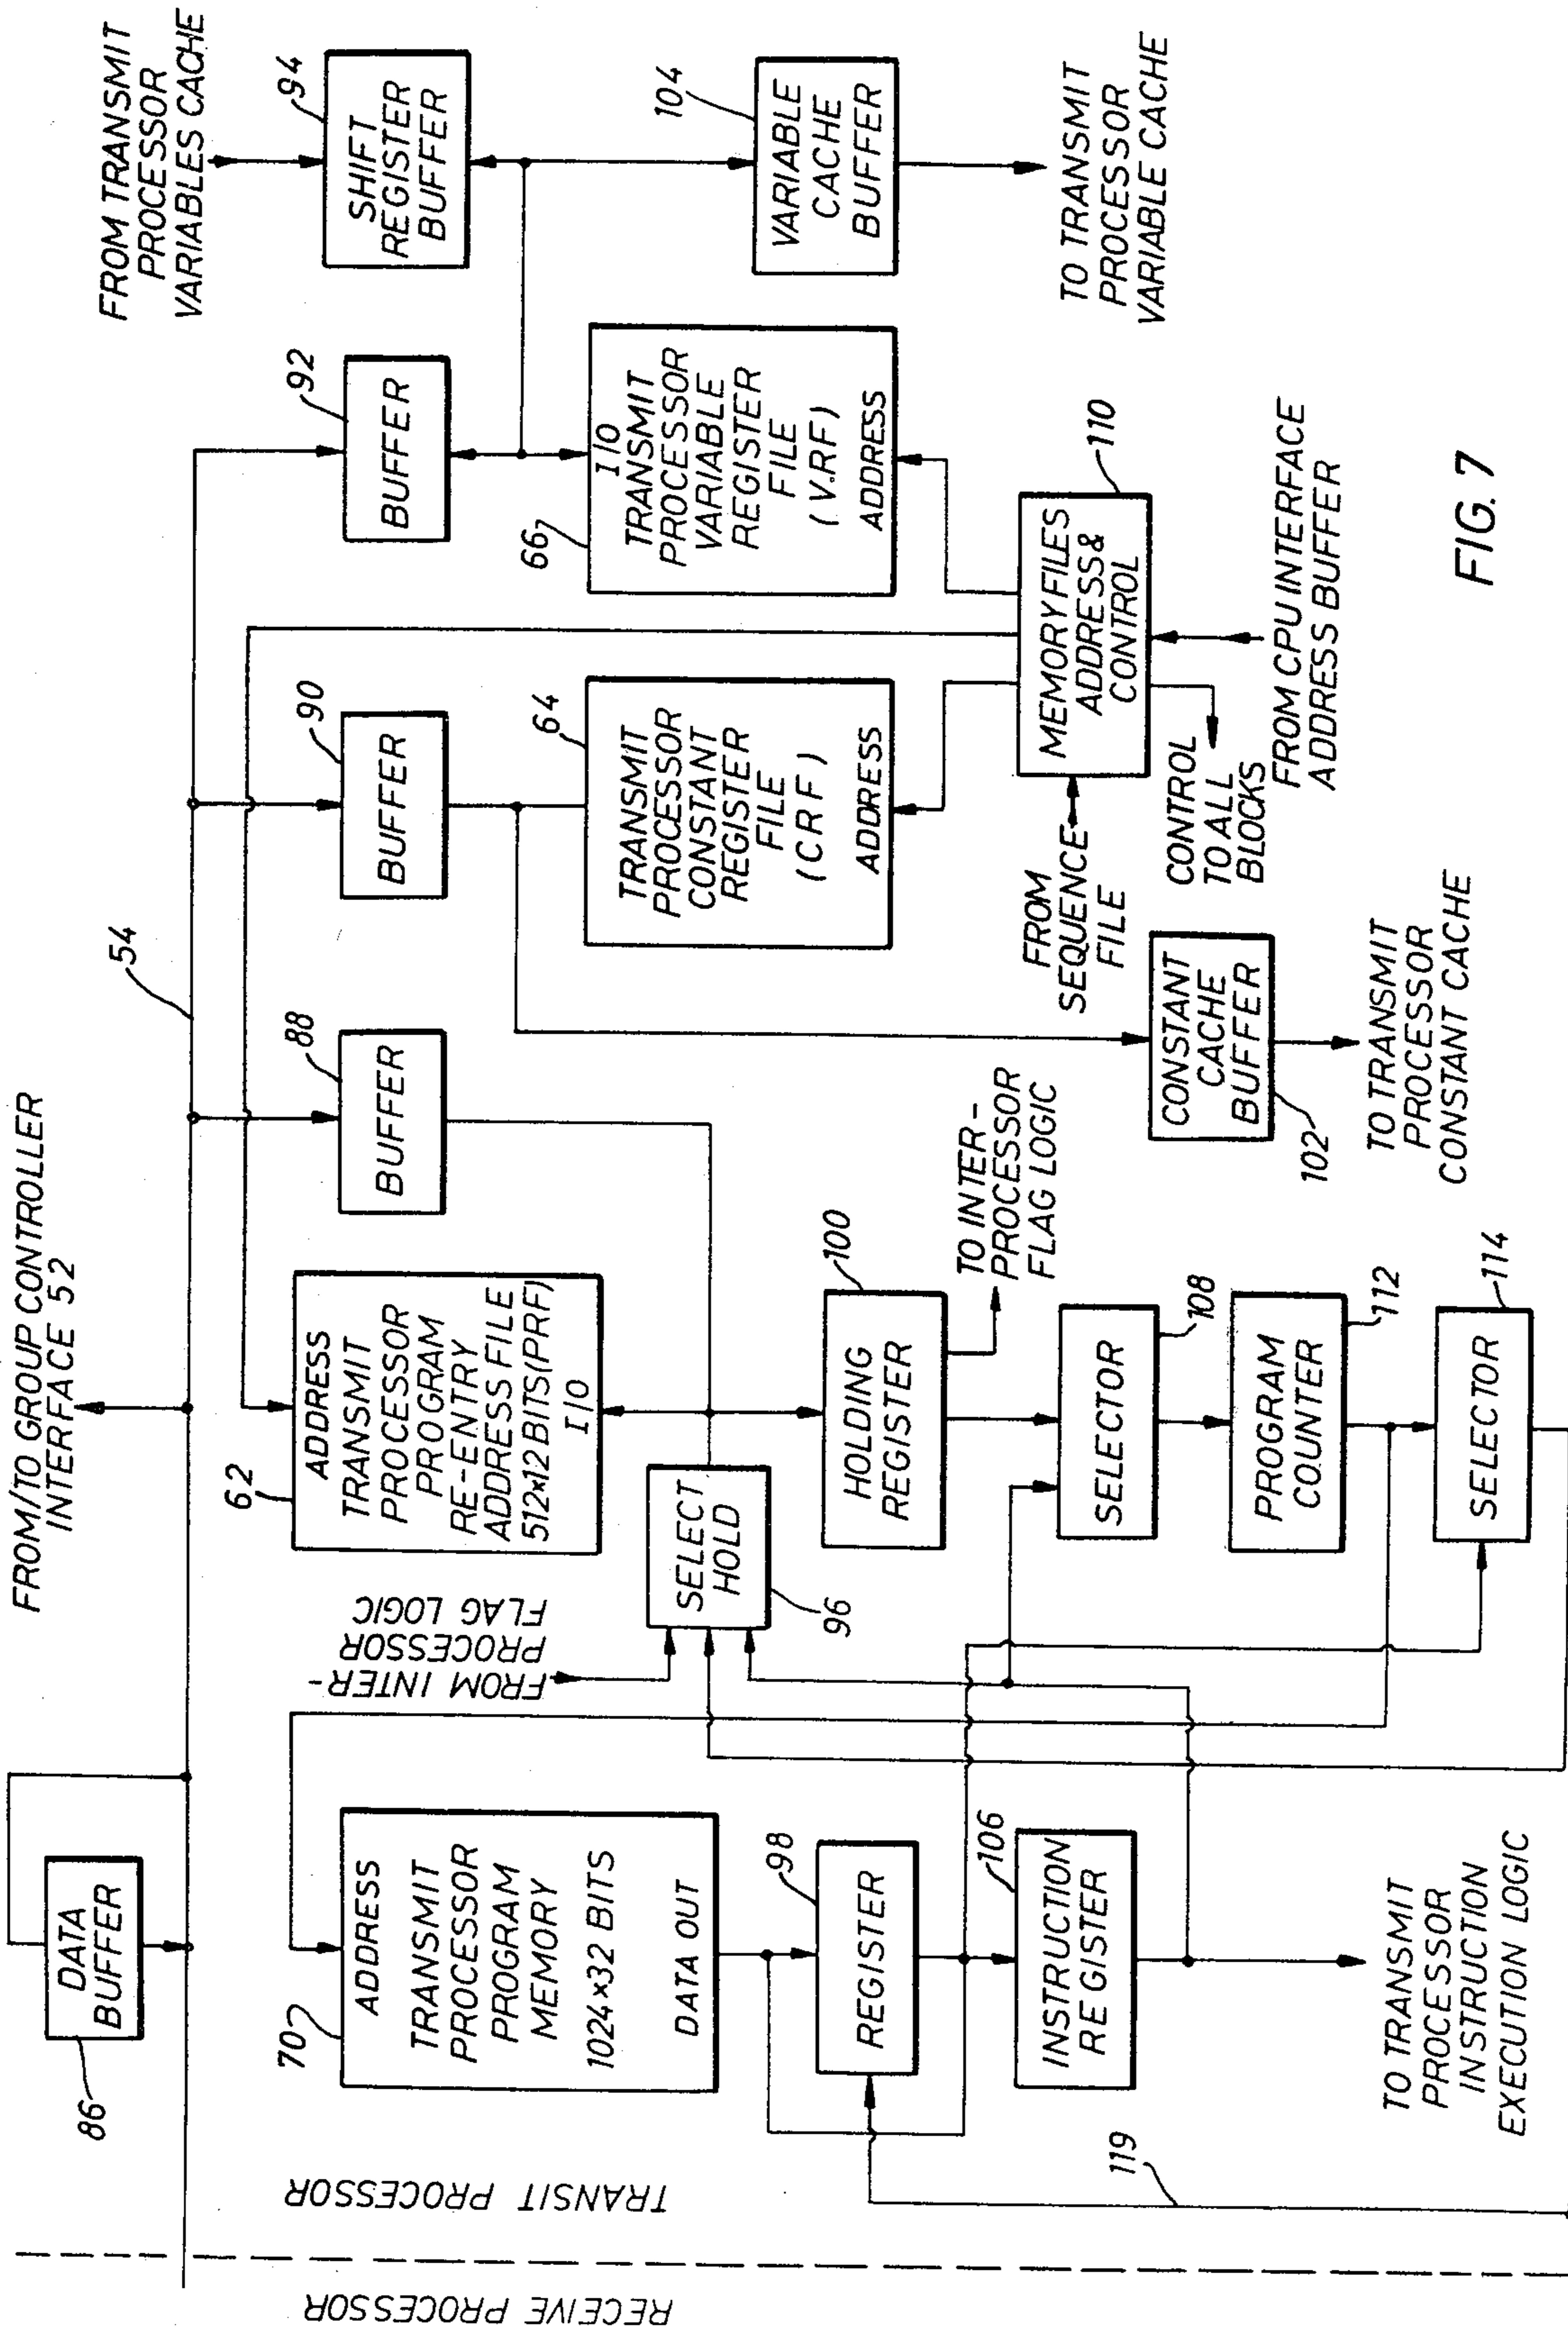 FROM/TO GROUP CONTROLLER
INTERFACE 52
54
FROM TRANSMIT
PROCESSOR
VARIABLES CACHE
DATA
BUFFER
86
88
BUFFER
90
BUFFER
92
BUFFER
94
SHIFT
REGISTER
BUFFER
RECEIVE PROCESSOR
TRANSIT PROCESSOR
70
ADDRESS
TRANSMIT
PROCESSOR
PROGRAM
MEMORY
1024×32 BITS
DATA OUT
FROM INTER-
PROCESSOR
FLAG LOGIC
62
ADDRESS
TRANSMIT
PROCESSOR
PROGRAM
RE-ENTRY
ADDRESS FILE
512×12 BITS(PRF)
I/O
64
TRANSMIT
PROCESSOR
CONSTANT
REGISTER
FILE
(CRF)
ADDRESS
66
I/O
TRANSMIT
PROCESSOR
VARIABLE
REGISTER
FILE
(V.RF)
ADDRESS
104
VARIABLE
CACHE
BUFFER
TO TRANSMIT
PROCESSOR
VARIABLE CACHE
SELECT
HOLD
96
98
REGISTER
100
HOLDING
REGISTER
TO INTER-
PROCESSOR
FLAG LOGIC
106
INSTRUCTION
REGISTER
SELECTOR
108
PROGRAM
COUNTER
112
SELECTOR
114
FROM
SEQUENCE
FILE
MEMORY FILES
ADDRESS&
CONTROL
110
CONTROL
TO ALL
BLOCKS
FROM CPU INTERFACE
ADDRESS BUFFER
CONSTANT
CACHE
BUFFER
102
TO TRANSMIT
PROCESSOR
CONSTANT CACHE
119
TO TRANSMIT
PROCESSOR
INSTRUCTION
EXECUTION LOGIC
FIG. 7